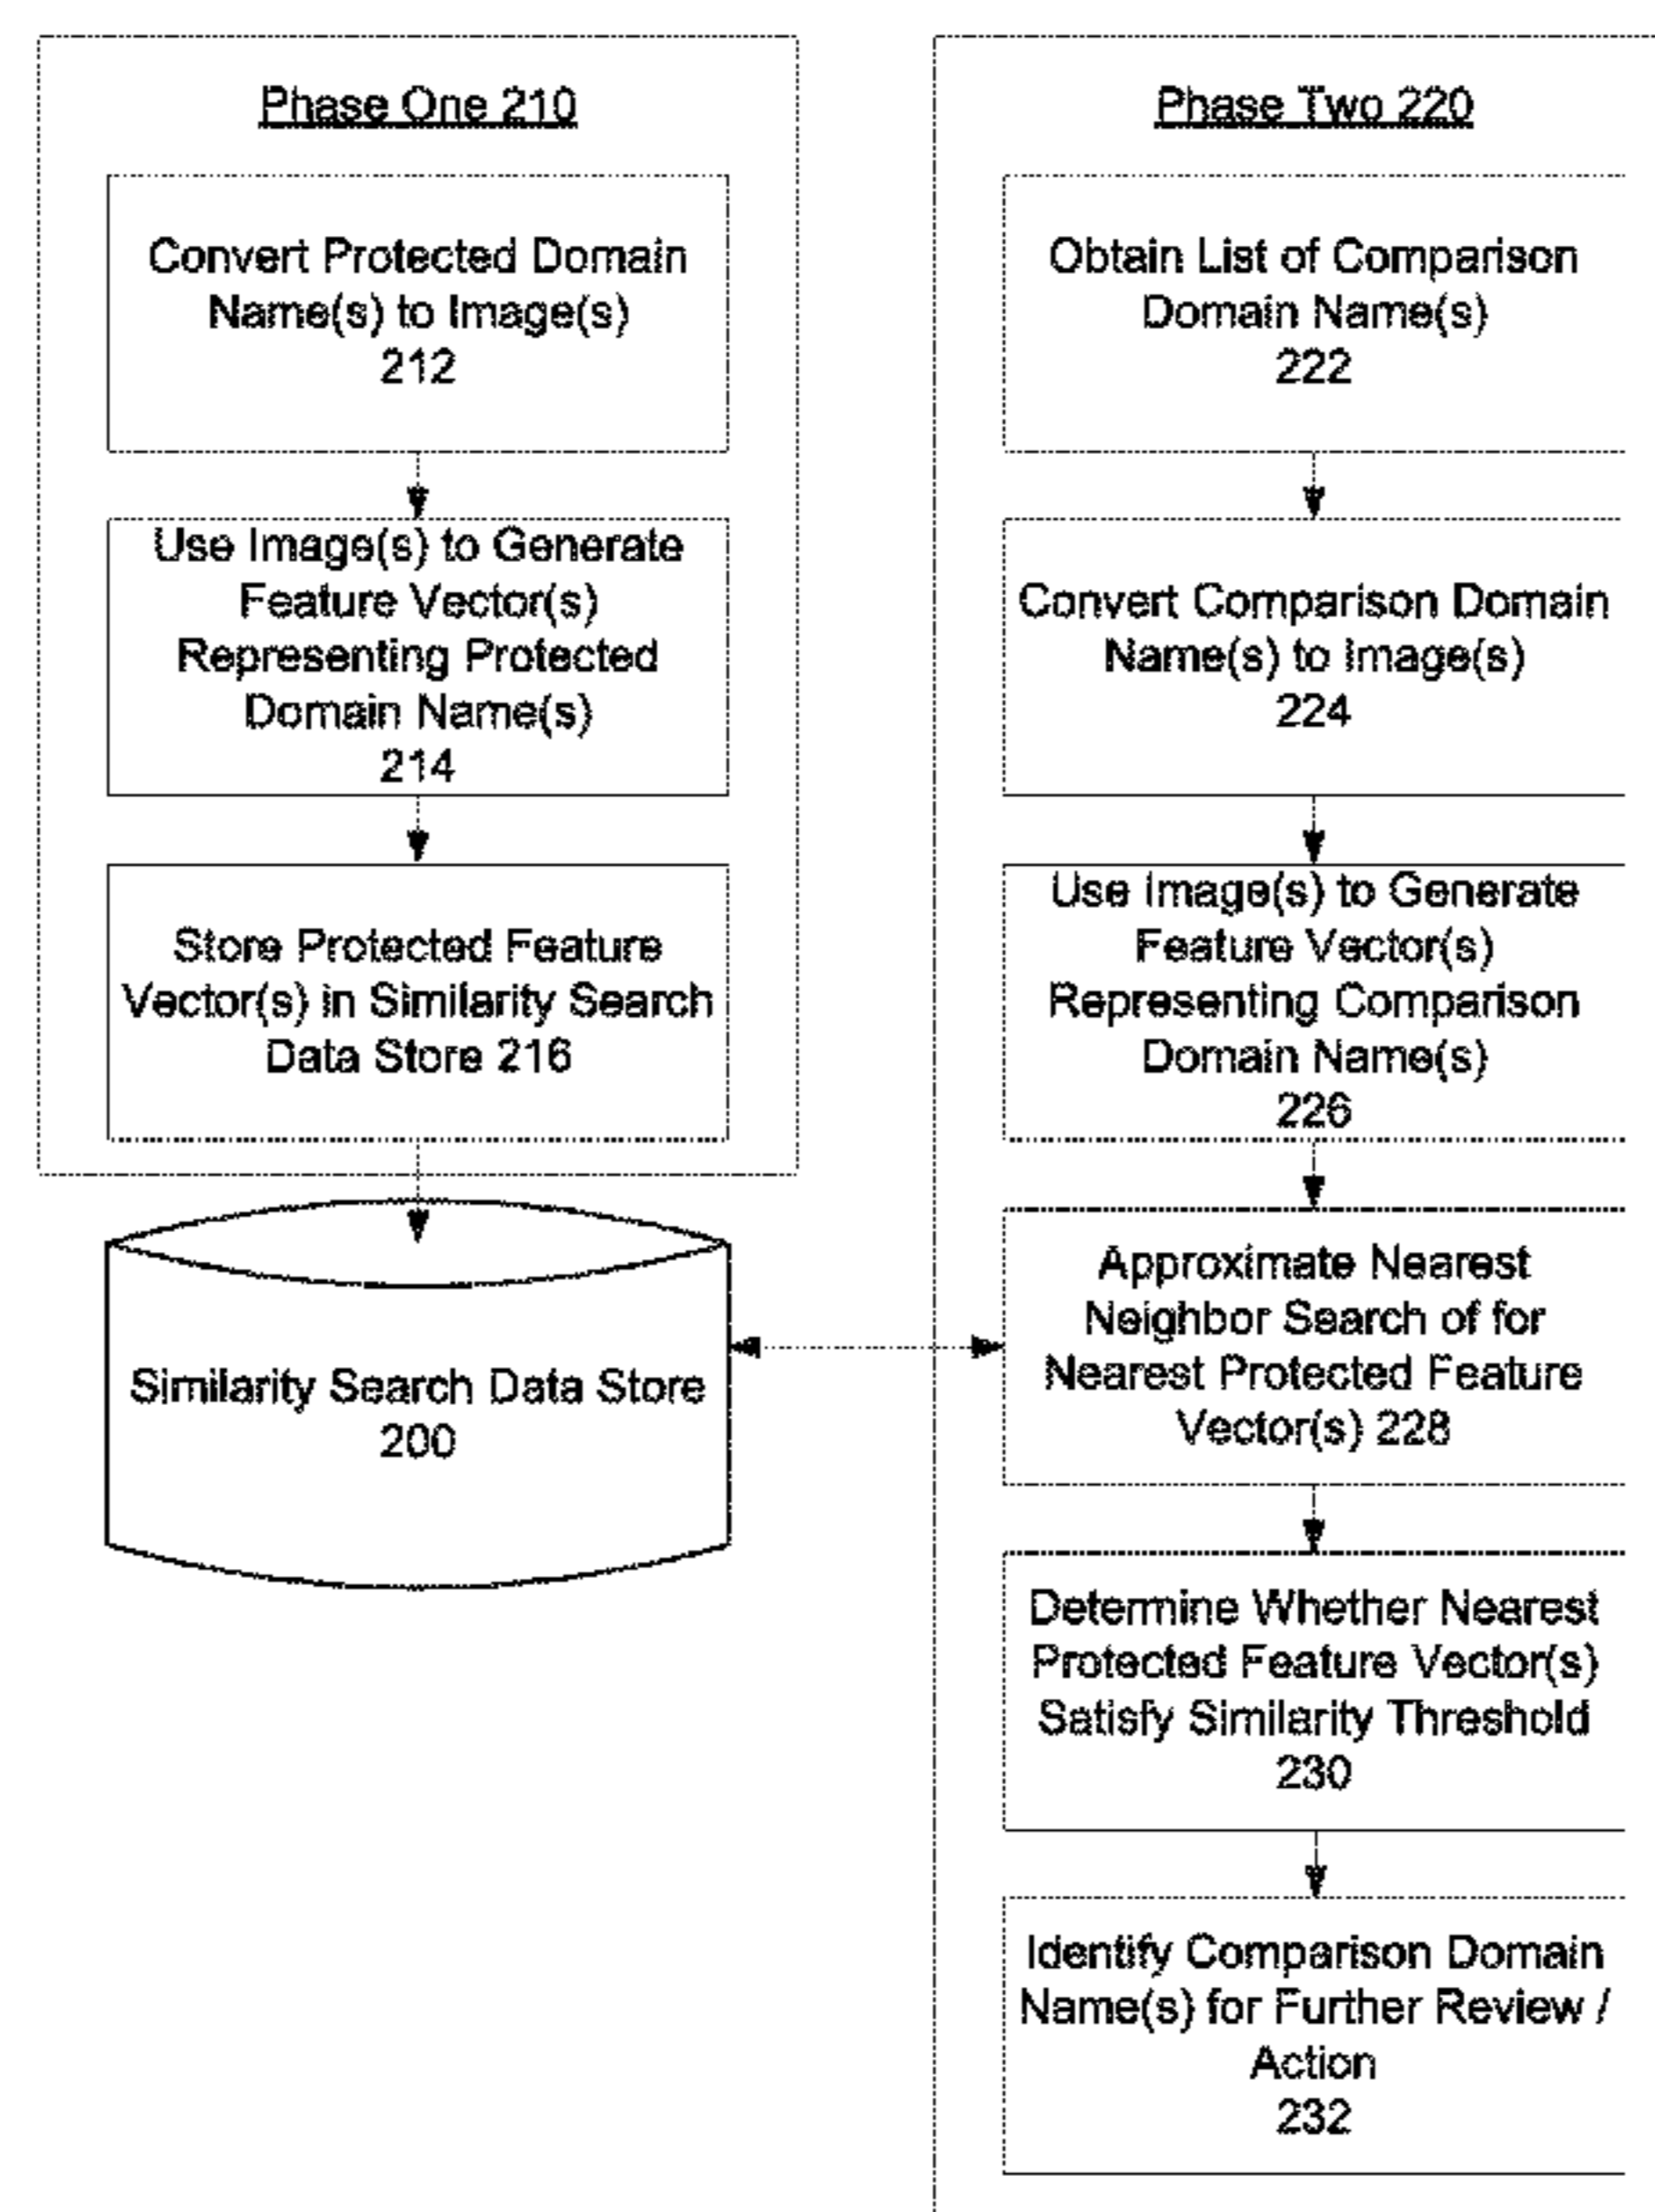 Phase One 210
Convert Protected Domain
Name(s) to Image(s)
212
Use Image(s) to Generate
Feature Vector(s)
Representing Protected
Domain Name(s)
214
Store Protected Feature
Vector(s) in Similarity Search
Data Store 216
Similarity Search Data Store
200
Phase Two 220
Obtain List of Comparison
Domain Name(s)
222
Convert Comparison Domain
Name(s) to Image(s)
224
Use Image(s) to Generate
Feature Vector(s)
Representing Comparison
Domain Name(s)
226
Approximate Nearest
Neighbor Search of for
Nearest Protected Feature
Vector(s) 228
Determine Whether Nearest
Protected Feature Vector(s)
Satisfy Similarity Threshold
230
Identify Comparison Domain
Name(s) for Further Review /
Action
232